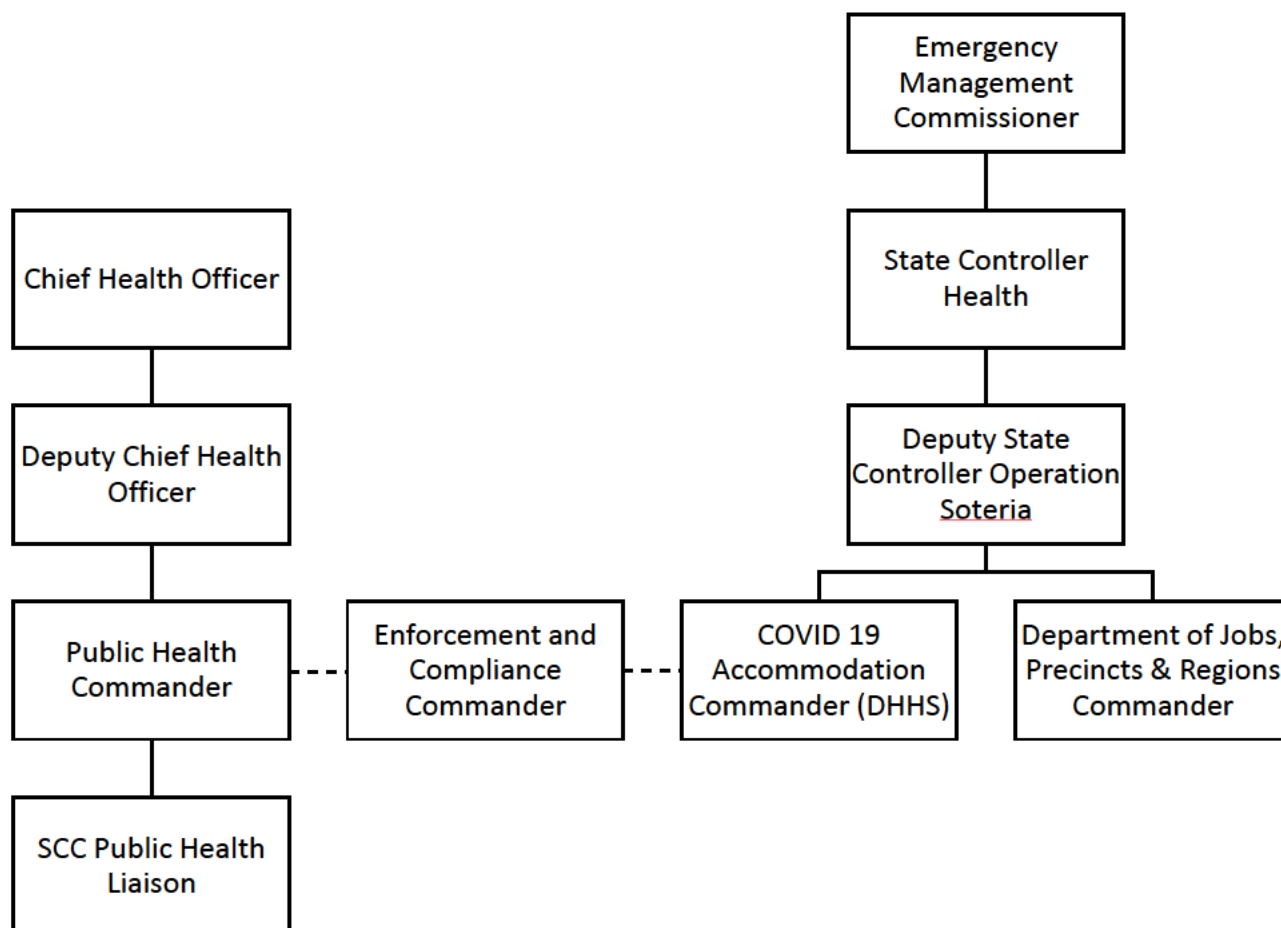 Emergency
Management
Commissioner
Chief Health Officer
State Controller
Health
Deputy Chief Health
Officer
Deputy State
Controller Operation
Soteria
Public Health
Commander
Enforcement and
Compliance
Commander
COVID 19
Accommodation
Commander (DHHS)
Department of Jobs,
Precincts & Regions
Commander
SCC Public Health
Liaison